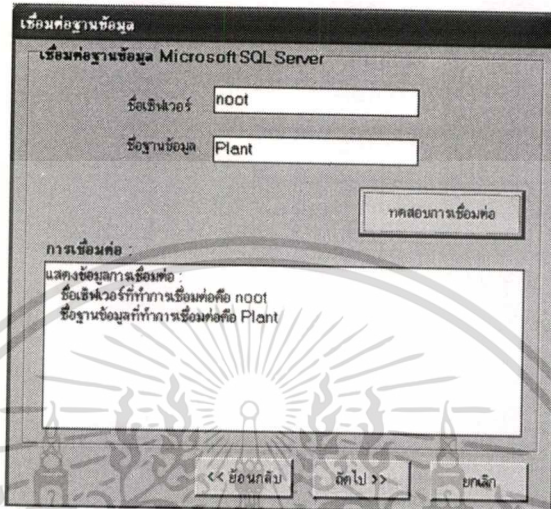 เชื่อมต่อฐานข้อมูล
เชื่อมต่อฐานข้อมูล Microsoft SQL Server
ชื่อเซิฟเวอร์ noot
ชื่อฐานข้อมูล Plant
ทดสอบการเชื่อมต่อ
การเชื่อมต่อ :
แสดงข้อมูลการเชื่อมต่อ :
ชื่อเซิฟเวอร์ที่ทำการเชื่อมต่อคือ noot
ชื่อฐานข้อมูลที่ทำการเชื่อมต่อคือ Plant
<< ย้อนกลับ ถัดไป >> ยกเลิก